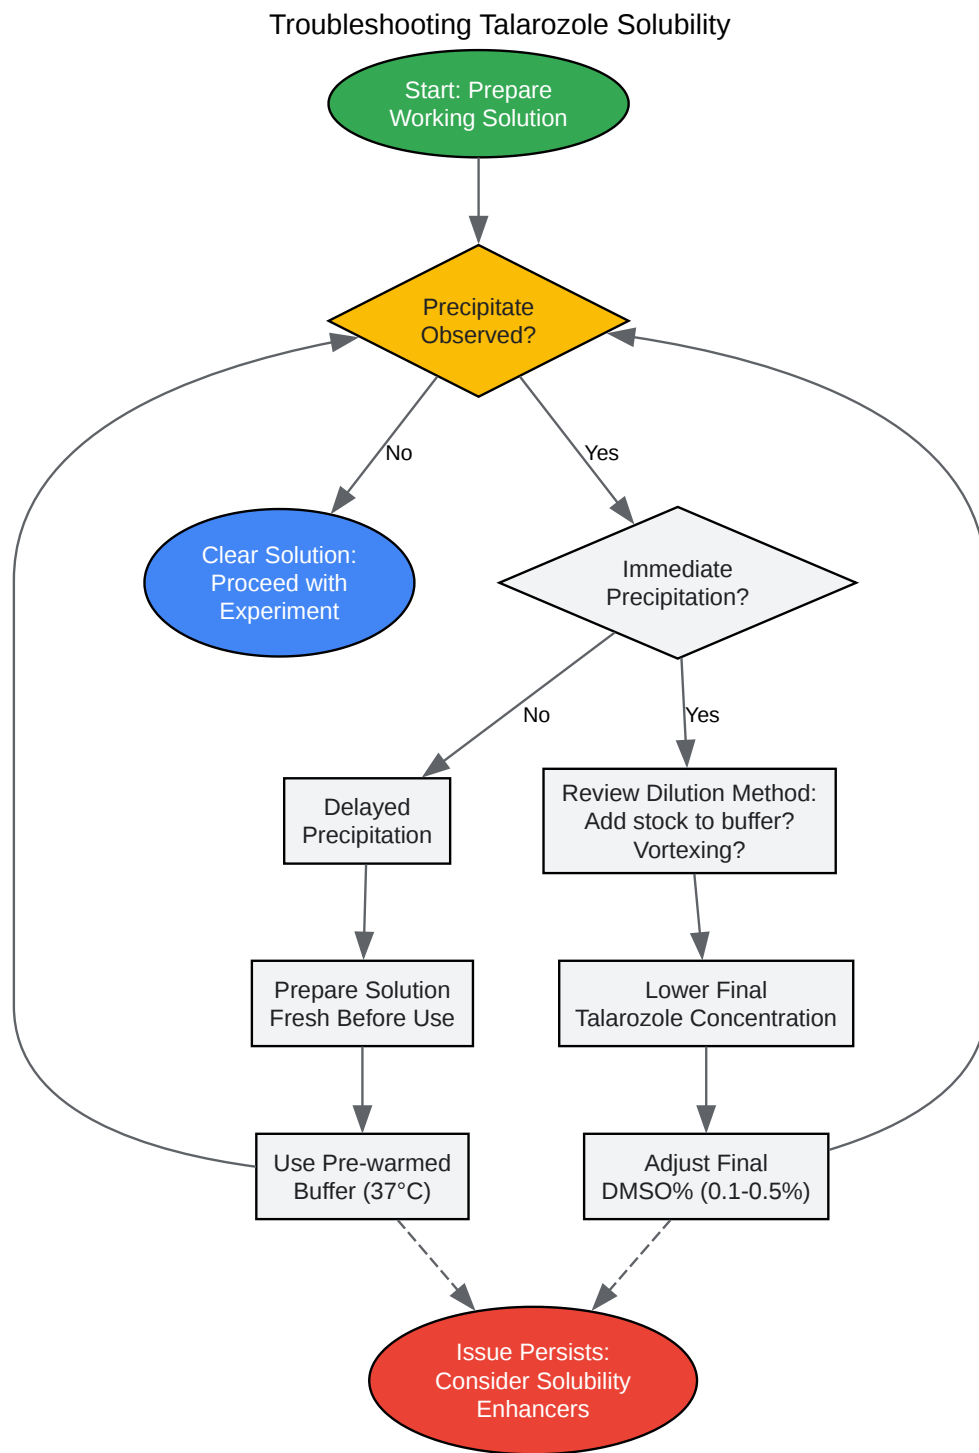 Troubleshooting Talarozole Solubility
Start: Prepare
Working Solution
Precipitate
Observed?
No
Yes
Clear Solution:
Proceed with
Experiment
Immediate
Precipitation?
No
Yes
Delayed
Precipitation
Review Dilution Method:
Add stock to buffer?
Vortexing?
Prepare Solution
Fresh Before Use
Lower Final
Talarozole Concentration
Use Pre-warmed
Buffer (37°C)
Adjust Final
DMSO% (0.1-0.5%)
Issue Persists:
Consider Solubility
Enhancers